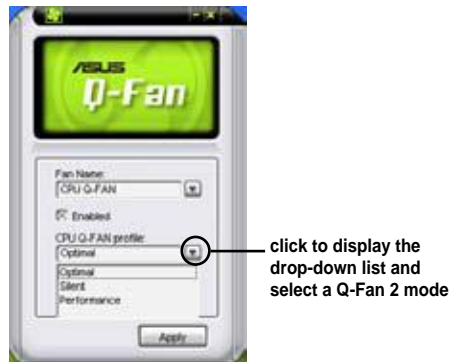 ASUS
Q-Fan
Fan Name:
CPU Q-FAN
Enabled
CPU Q-FAN profile:
Optimal
Optimal
Silent
Performance
Apply
click to display the
drop-down list and
select a Q-Fan 2 mode